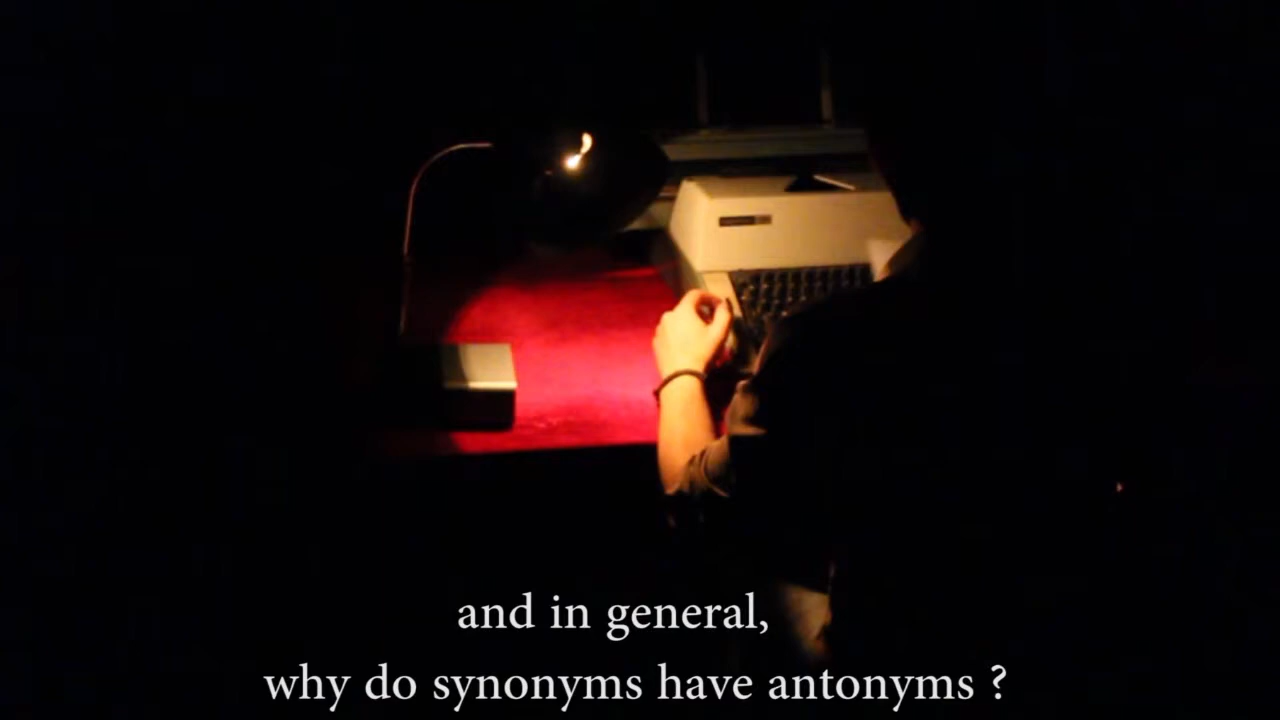 and in general,
why do synonyms have antonyms ?